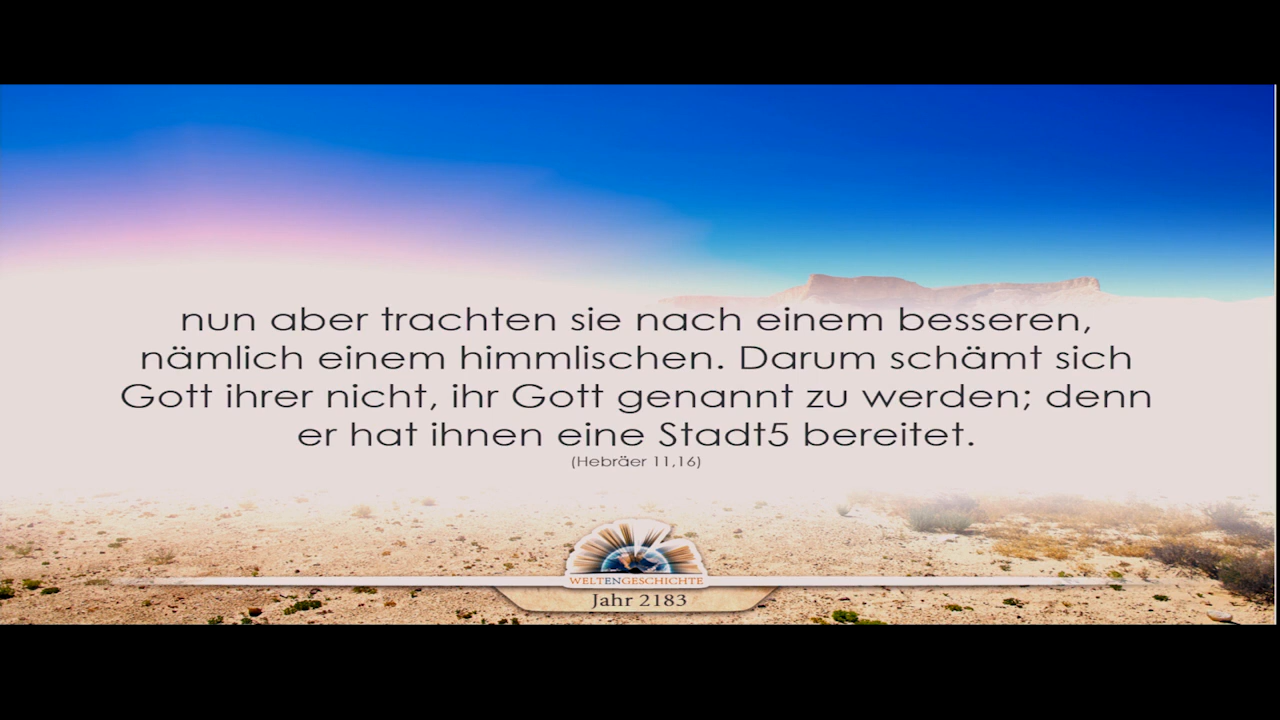 nun aber trachten sie nach einem besseren,
nämlich einem himmlischen. Darum schämt sich
Gott ihrer nicht, ihr Gott genannt zu werden; denn
er hat ihnen eine Stadt5 bereitet.
(Hebräer 11,16)
WELTENGESCHICHTE
Jahr 2183